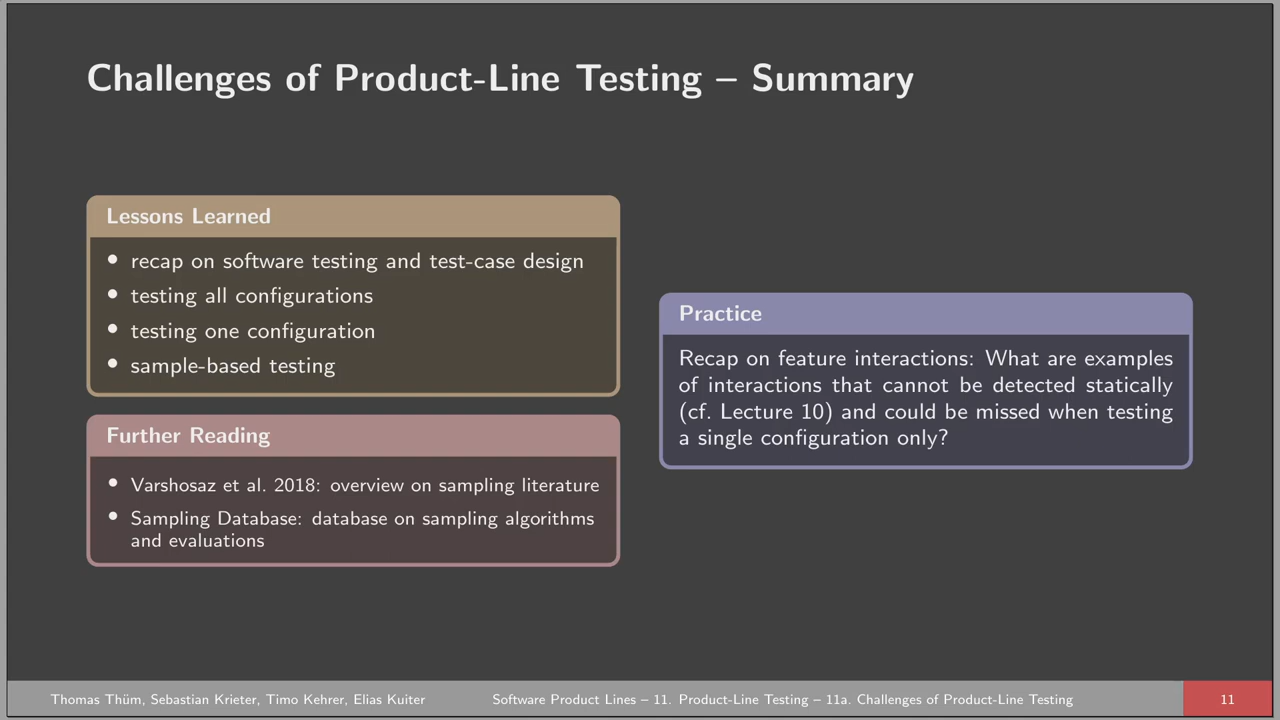 Challenges of Product-Line Testing – Summary
Lessons Learned
• recap on software testing and test-case design
• testing all configurations
• testing one configuration
• sample-based testing
Further Reading
• Varshosaz et al. 2018: overview on sampling literature
• Sampling Database: database on sampling algorithms
and evaluations
Practice
Recap on feature interactions: What are examples
of interactions that cannot be detected statically
(cf. Lecture 10) and could be missed when testing
a single configuration only?
Thomas Thüm, Sebastian Krieter, Timo Kehrer, Elias Kuiter
Software Product Lines – 11. Product-Line Testing – 11a. Challenges of Product-Line Testing
11